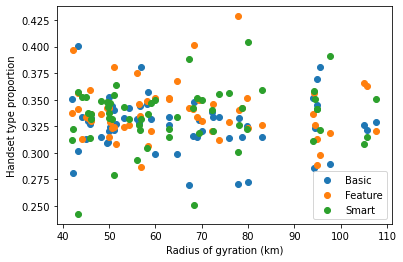 Handset type proportion
0.425
0.400
0.375
0.350
0.325
0.300
0.275
0.250
Basic
Feature
Smart
40 50 60 70 80 90 100 110
Radius of gyration (km)